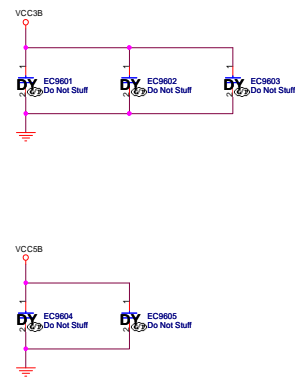 VCC3B
1
DY
2
EC9601
Do Not Stuff
1
DY
2
EC9602
Do Not Stuff
1
DY
2
EC9603
Do Not Stuff
VCC5B
1
DY
2
EC9604
Do Not Stuff
1
DY
2
EC9605
Do Not Stuff